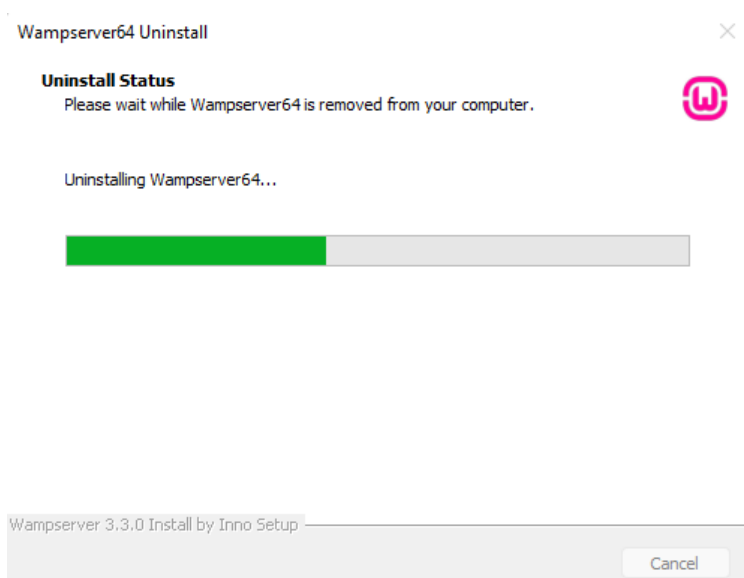 Wampserver64 Uninstall
Uninstall Status
Please wait while Wampserver64 is removed from your computer.
Uninstalling Wampserver64...
Wampserver 3.3.0 Install by Inno Setup
Cancel